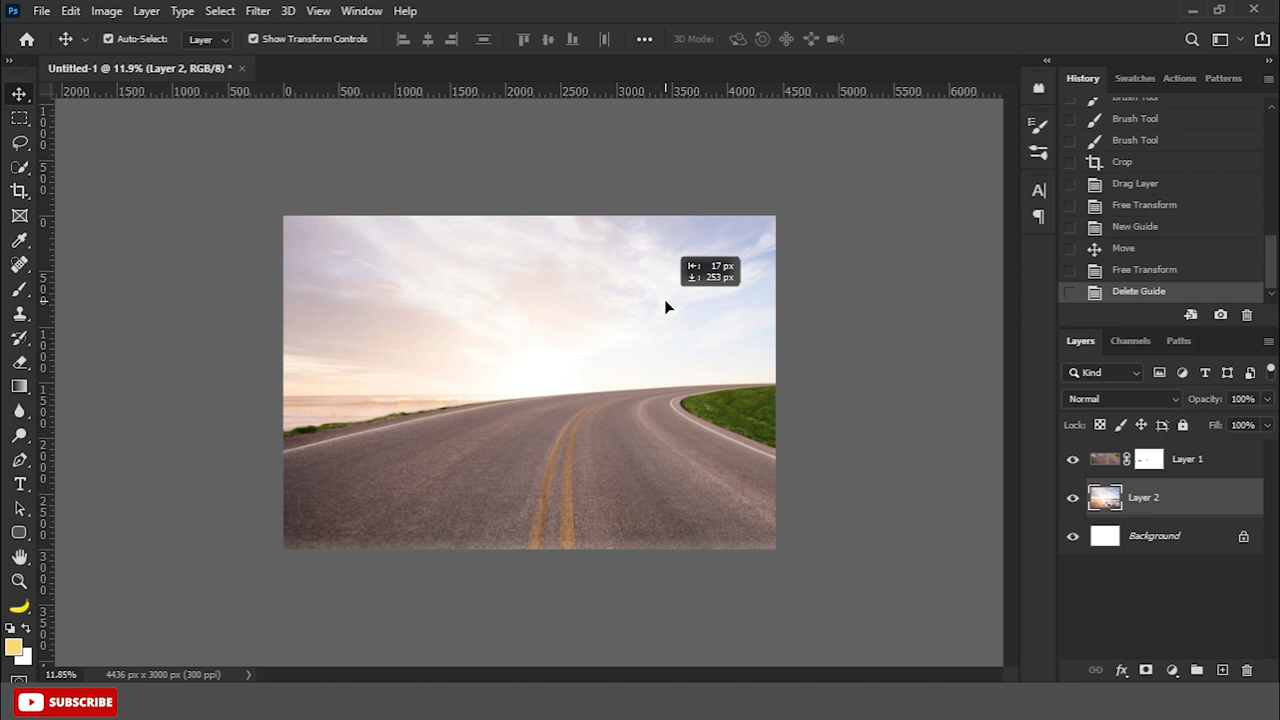 Ps File Edit Image Layer Type Select Filter 3D View Window Help
Auto-Select: Layer Show Transform Controls 3D Mode:
Untitled-1 @ 11.9% (Layer 2, RGB/8) *
2000 1500 1000 500 0 500 1000 1500 2000 2500 3000 3500 4000 4500 5000 5500 6000
History Swatches Actions Patterns
Brush Tool
Brush Tool
Brush Tool
Crop
Drag Layer
Free Transform
New Guide
Move
Free Transform
Delete Guide
17 px
253 px
Layers Channels Paths
Kind
Normal Opacity: 100%
Lock: Fill: 100%
Layer 1
Layer 2
Background
11.85% 4436 px x 3000 px (300 ppi)
SUBSCRIBE